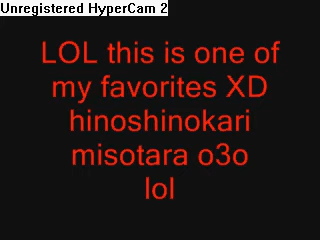 Unregistered HyperCam 2
LOL this is one of
my favorites XD
hinoshinokari
misotara o3o
lol